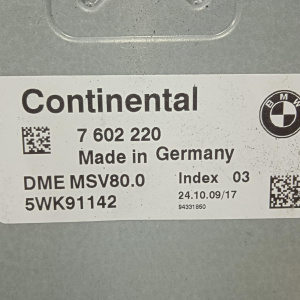 Continental
BMW
7 602 220
Made in Germany
DME MSV80.0 Index 03
5WK91142 24.10.09/17
94331850